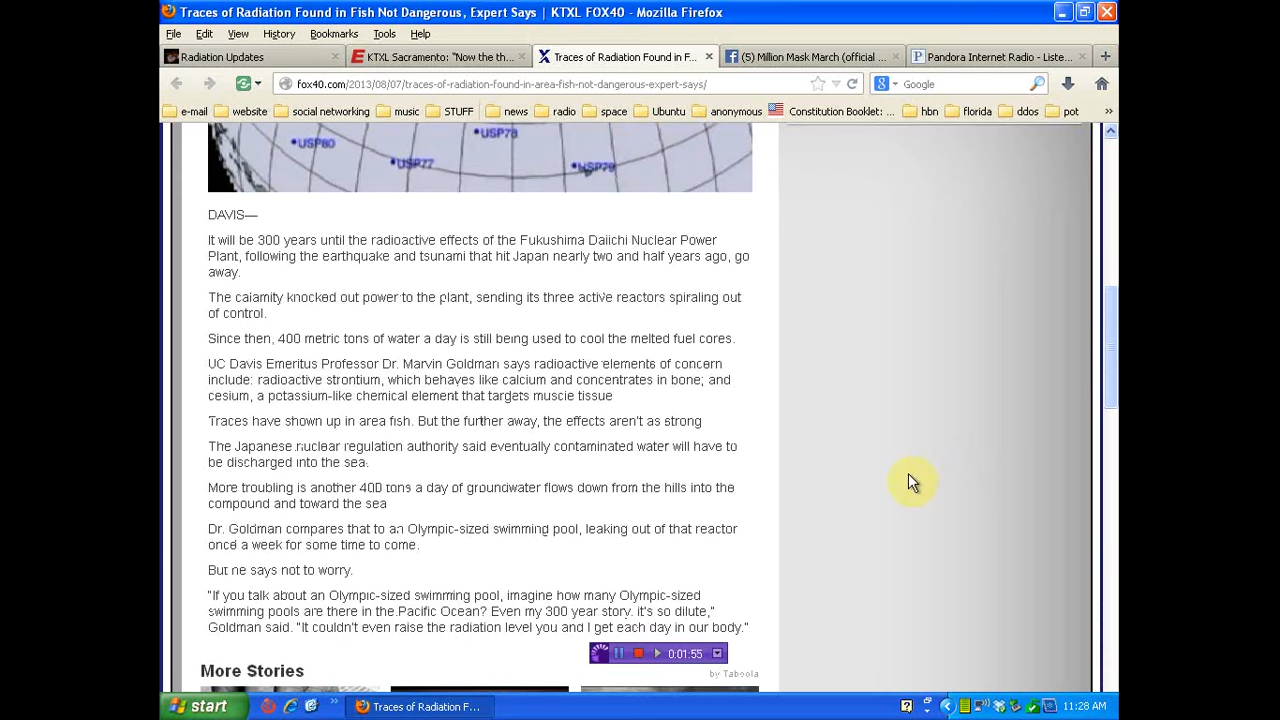 Traces of Radiation Found in Fish Not Dangerous, Expert Says | KTXL FOX40 - Mozilla Firefox
File Edit View History Bookmarks Tools Help
Radiation Updates × KTXL Sacramento: "Now the th... × Traces of Radiation Found in F... × (5) Million Mask March (official ... × Pandora Internet Radio - Liste... × +
fox40.com/2013/08/07/traces-of-radiation-found-in-area-fish-not-dangerous-expert-says/ Google
e-mail website social networking music STUFF news radio space Ubuntu anonymous Constitution Booklet: ... hbn florida ddos pot »
USP78
USP80
USP77
USP79
DAVIS—
It will be 300 years until the radioactive effects of the Fukushima Daiichi Nuclear Power
Plant, following the earthquake and tsunami that hit Japan nearly two and half years ago, go
away.
The calamity knocked out power to the plant, sending its three active reactors spiraling out
of control.
Since then, 400 metric tons of water a day is still being used to cool the melted fuel cores.
UC Davis Emeritus Professor Dr. Marvin Goldman says radioactive elements of concern
include: radioactive strontium, which behaves like calcium and concentrates in bone; and
cesium, a potassium-like chemical element that targets muscle tissue
Traces have shown up in area fish. But the further away, the effects aren't as strong
The Japanese nuclear regulation authority said eventually contaminated water will have to
be discharged into the sea.
More troubling is another 400 tons a day of groundwater flows down from the hills into the
compound and toward the sea
Dr. Goldman compares that to an Olympic-sized swimming pool, leaking out of that reactor
once a week for some time to come.
But he says not to worry.
"If you talk about an Olympic-sized swimming pool, imagine how many Olympic-sized
swimming pools are there in the Pacific Ocean? Even my 300 year story, it's so dilute,"
Goldman said. "It couldn't even raise the radiation level you and I get each day in our body."
0:01:55
More Stories
by Taboola
start Traces of Radiation F... 11:28 AM